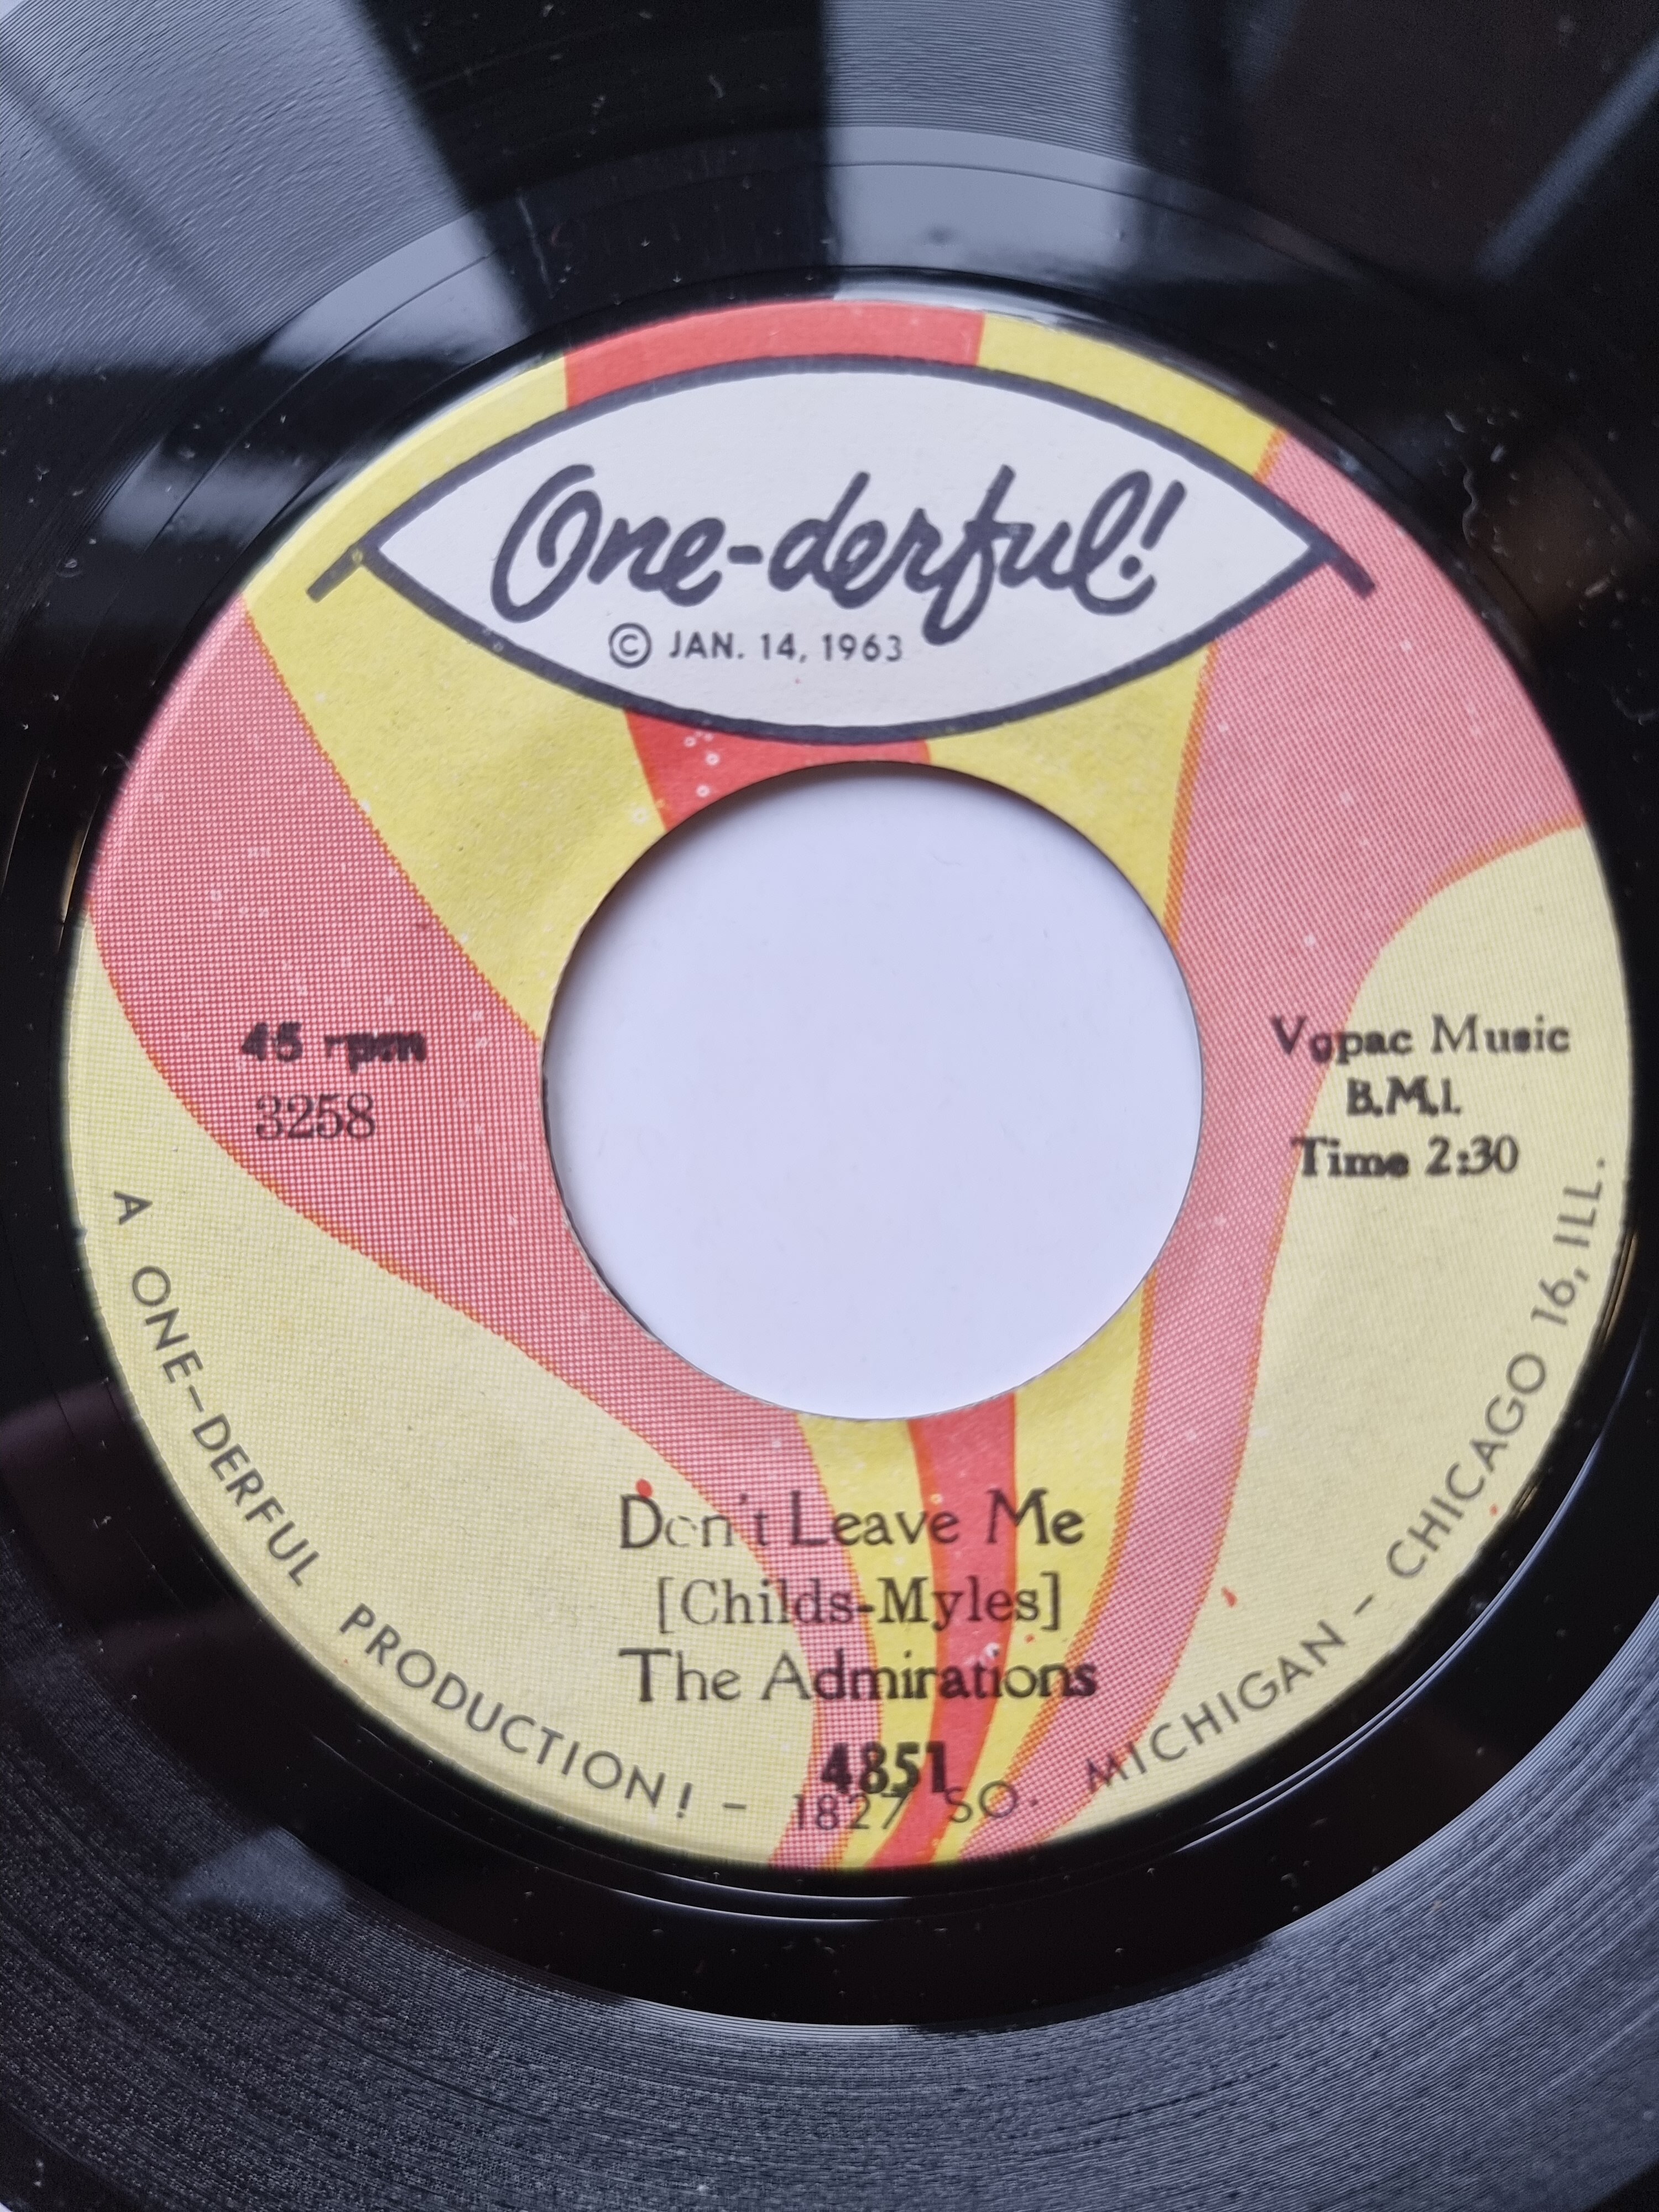 One-derful!
© JAN. 14, 1963
45 rpm
3258
Vapac Music
B.M.I.
Time 2:30
Don't Leave Me
[Childs-Myles]
The Admirations
4851
A ONE-DERFUL PRODUCTION! - 1827 SO. MICHIGAN - CHICAGO 16, ILL.